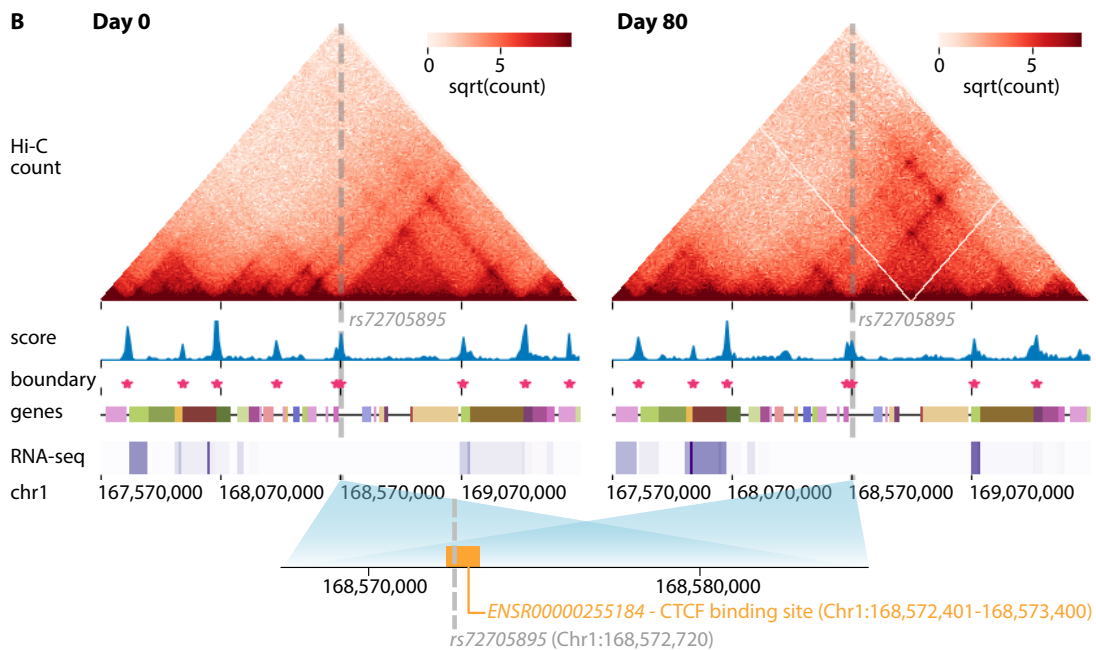 B
Day 0
Day 80
0
5
sqrt(count)
0
5
sqrt(count)
Hi-C
count
rs72705895
rs72705895
score
boundary
genes
RNA-seq
chr1
167,570,000
168,070,000
168,570,000
169,070,000
167,570,000
168,070,000
168,570,000
169,070,000
168,570,000
168,580,000
ENSR00000255184 - CTCF binding site (Chr1:168,572,401-168,573,400)
rs72705895 (Chr1:168,572,720)